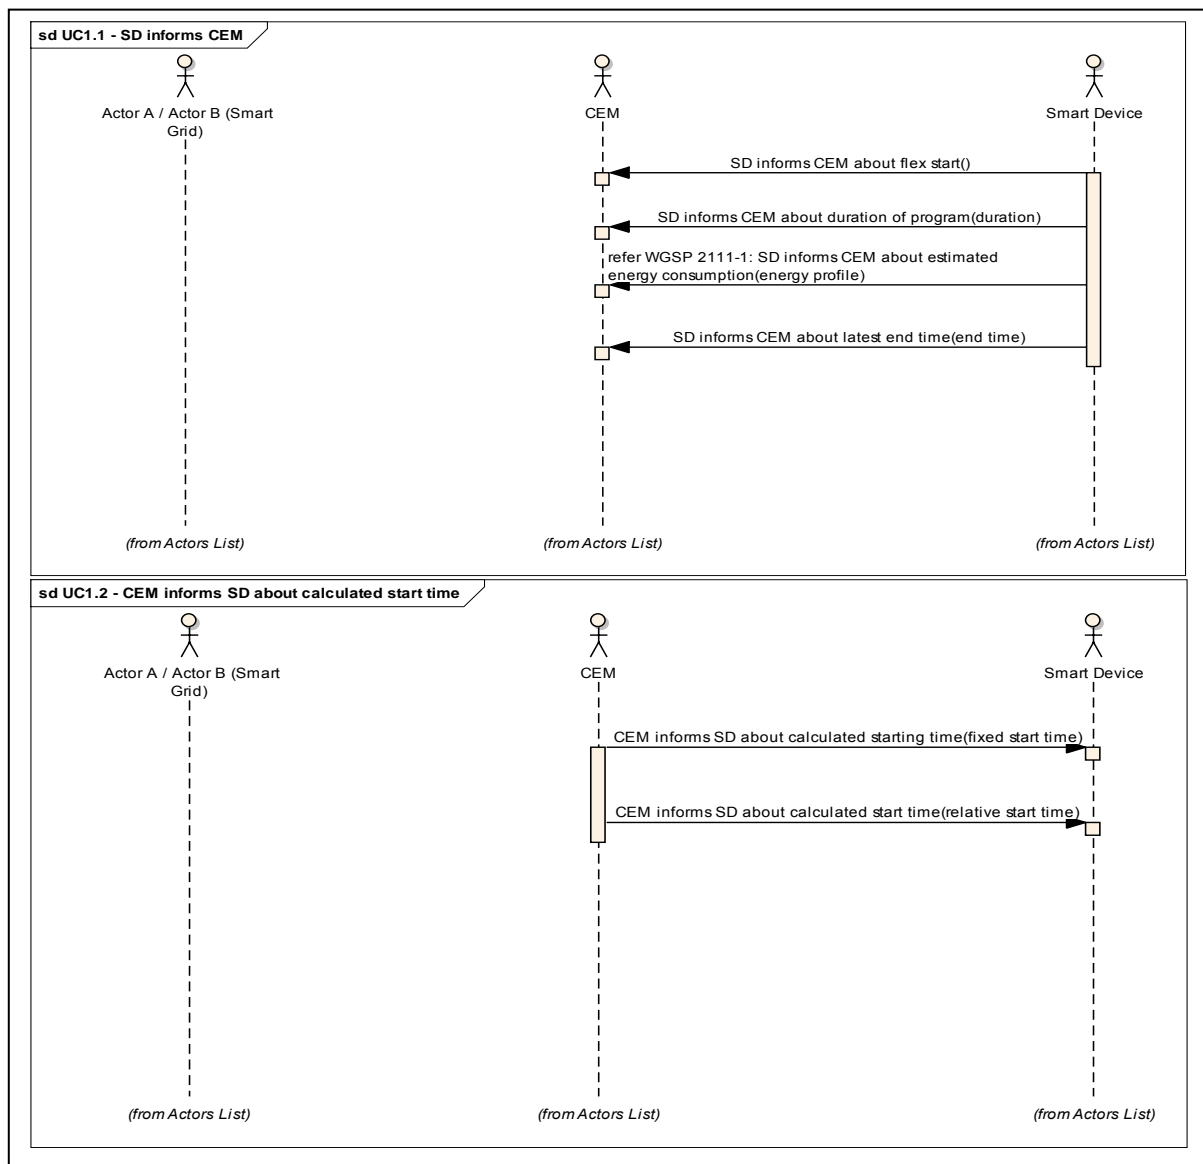 sd UC1.1 - SD informs CEM
Actor A / Actor B (Smart
Grid)
CEM
Smart Device
SD informs CEM about flex start()
SD informs CEM about duration of program(duration)
refer WGSP 2111-1: SD informs CEM about estimated
energy consumption(energy profile)
SD informs CEM about latest end time(end time)
(from Actors List)
(from Actors List)
(from Actors List)
sd UC1.2 - CEM informs SD about calculated start time
Actor A / Actor B (Smart
Grid)
CEM
Smart Device
CEM informs SD about calculated starting time(fixed start time)
CEM informs SD about calculated start time(relative start time)
(from Actors List)
(from Actors List)
(from Actors List)